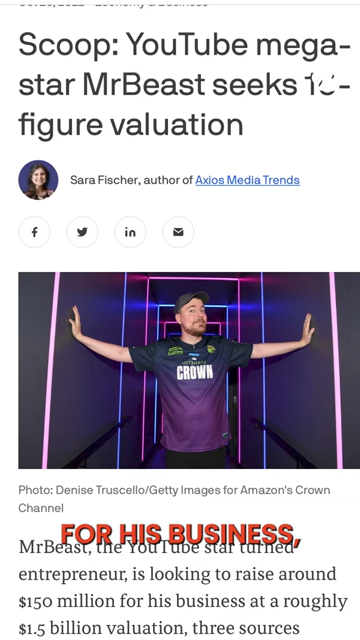 Scoop: YouTube mega-
star MrBeast seeks 10-
figure valuation
Sara Fischer, author of Axios Media Trends
CROWN
Photo: Denise Truscello/Getty Images for Amazon's Crown
Channel
FOR HIS BUSINESS,
MrBeast, the YouTube star turned
entrepreneur, is looking to raise around
$150 million for his business at a roughly
$1.5 billion valuation, three sources